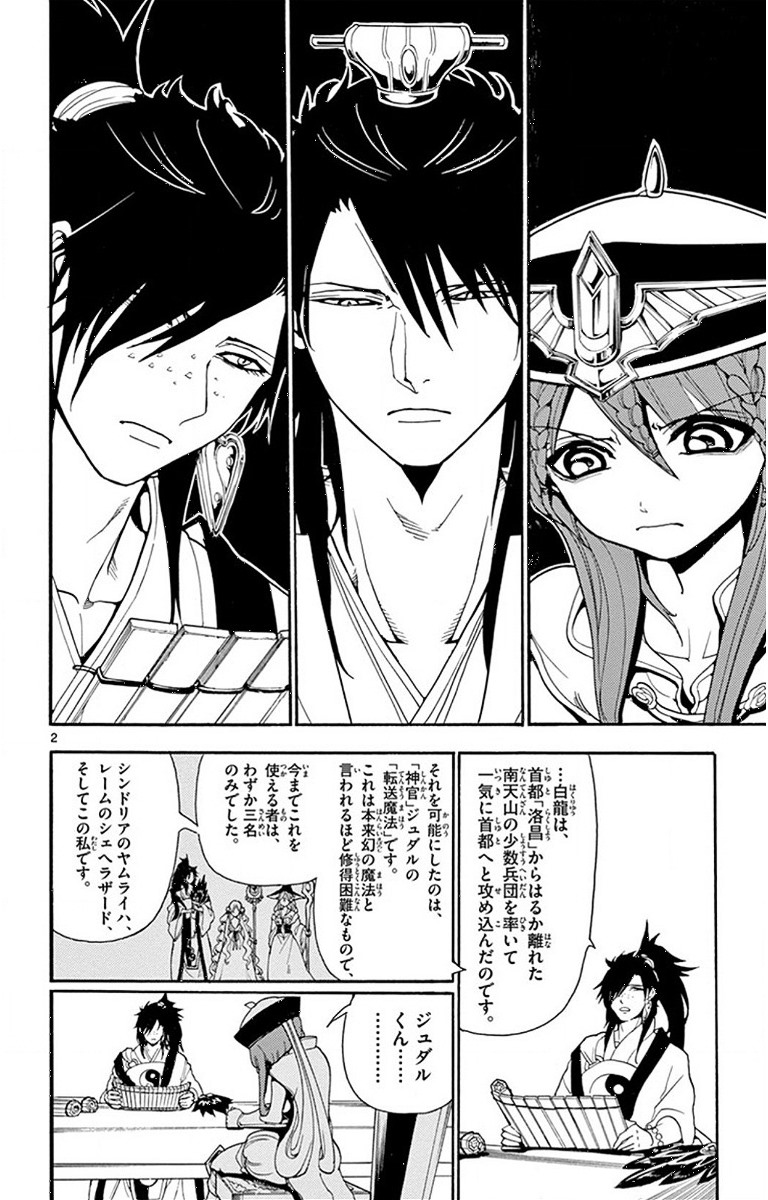 2
…白龍は、
首都「洛昌」からはるか離れた
南天山の少数兵団を率いて
一気に首都へと攻め込んだのです。
それを可能にしたのは、
「神官」ジュダルの
「転送魔法」です。
これは本来幻の魔法と
言われるほど修得困難なもので、
今までこれを
使える者は、
わずか三名
のみでした。
シンドリアのヤムライハ、
レームのシェヘラザード、
そしてこの私です。
ジュダル
くん……
………